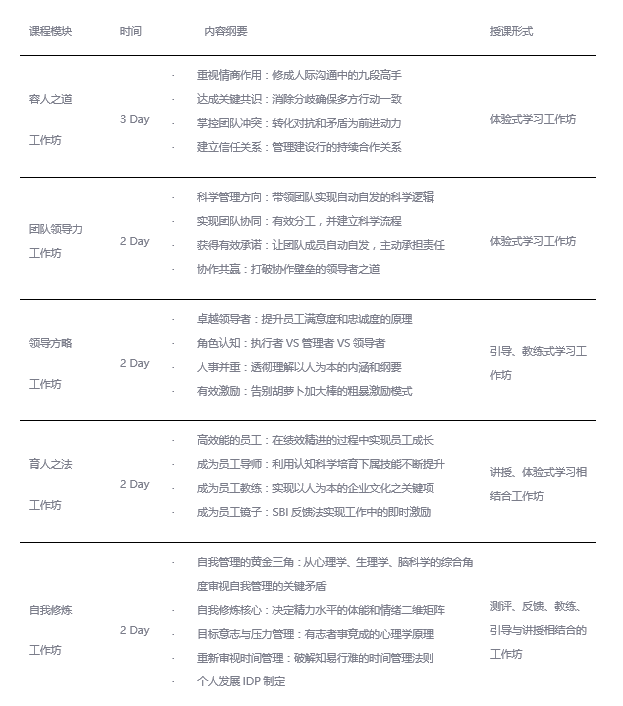 课程模块 时间 内容纲要 授课形式
· 重视情商作用：修成人际沟通中的九段高手
容人之道 · 达成关键共识：消除分歧确保多方行动一致
3 Day · 掌控团队冲突：转化对抗和矛盾为前进动力 体验式学习工作坊
工作坊 · 建立信任关系：管理建设行的持续合作关系
· 科学管理方向：带领团队实现自动自发的科学逻辑
团队领导力 · 实现团队协同：有效分工，并建立科学流程
2 Day 体验式学习工作坊
工作坊 · 获得有效承诺：让团队成员自动自发，主动承担责任
· 协作共赢：打破协作壁垒的领导者之道
· 卓越领导者：提升员工满意度和忠诚度的原理
领导方略 · 角色认知：执行者 VS 管理者 VS 领导者
2 Day · 人事并重：透彻理解以人为本的内涵和纲要 引导、教练式学习工
作坊
工作坊 · 有效激励：告别胡萝卜加大棒的粗暴激励模式
· 高效能的员工：在绩效精进的过程中实现员工成长
育人之法 · 成为员工导师：利用认知科学培育下属技能不断提升
2 Day · 成为员工教练：实现以人为本的企业文化之关键项 讲授、体验式学习相
结合工作坊
工作坊 · 成为员工镜子：SBI 反馈法实现工作中的即时激励
· 自我管理的黄金三角：从心理学、生理学、脑科学的综合角
度审视自我管理的关键矛盾
自我修炼 · 自我修炼核心：决定精力水平的体能和情绪二维矩阵 测评、反馈、教练、
2 Day · 目标意志与压力管理：有志者事竟成的心理学原理 引导与讲授相结合的
工作坊 · 重新审视时间管理：破解知易行难的时间管理法则 工作坊
· 个人发展 IDP 制定